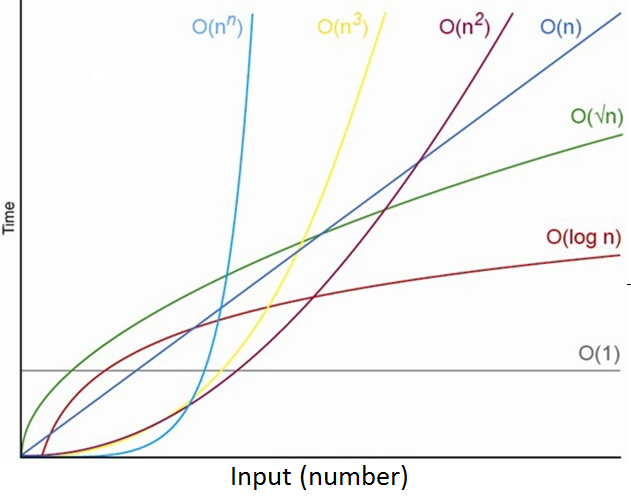 O(nⁿ)
O(n³)
O(n²)
O(n)
O(√n)
O(log n)
O(1)
Time
Input (number)